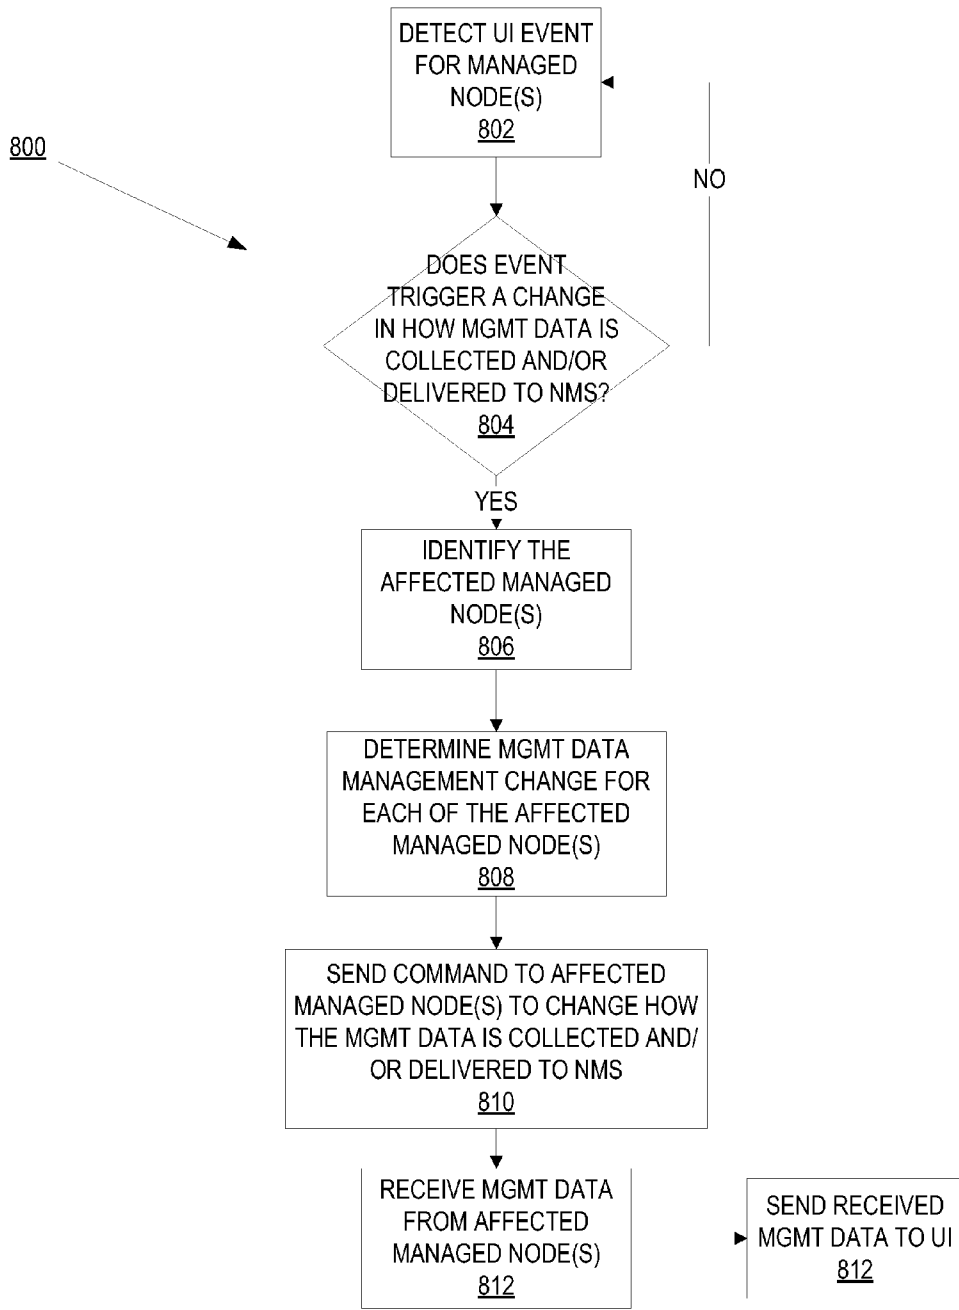 DETECT UI EVENT
FOR MANAGED
NODE(S)
802
800
NO
DOES EVENT
TRIGGER A CHANGE
IN HOW MGMT DATA IS
COLLECTED AND/OR
DELIVERED TO NMS?
804
YES
IDENTIFY THE
AFFECTED MANAGED
NODE(S)
806
DETERMINE MGMT DATA
MANAGEMENT CHANGE FOR
EACH OF THE AFFECTED
MANAGED NODE(S)
808
SEND COMMAND TO AFFECTED
MANAGED NODE(S) TO CHANGE HOW
THE MGMT DATA IS COLLECTED AND/
OR DELIVERED TO NMS
810
RECEIVE MGMT DATA
FROM AFFECTED
MANAGED NODE(S)
812
SEND RECEIVED
MGMT DATA TO UI
812